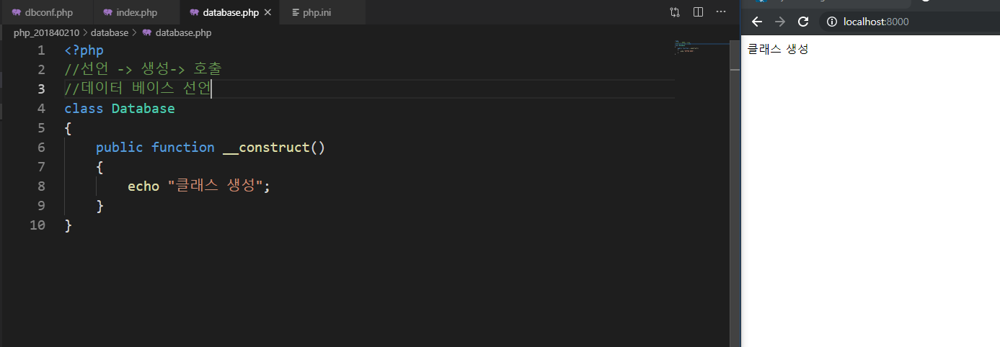 dbconf.php index.php database.php php.ini
php_201840210 > database > database.php
1 <?php
2 //선언 -> 생성-> 호출
3 //데이터 베이스 선언
4 class Database
5 {
6 public function __construct()
7 {
8 echo "클래스 생성";
9 }
10 }
localhost:8000
클래스 생성